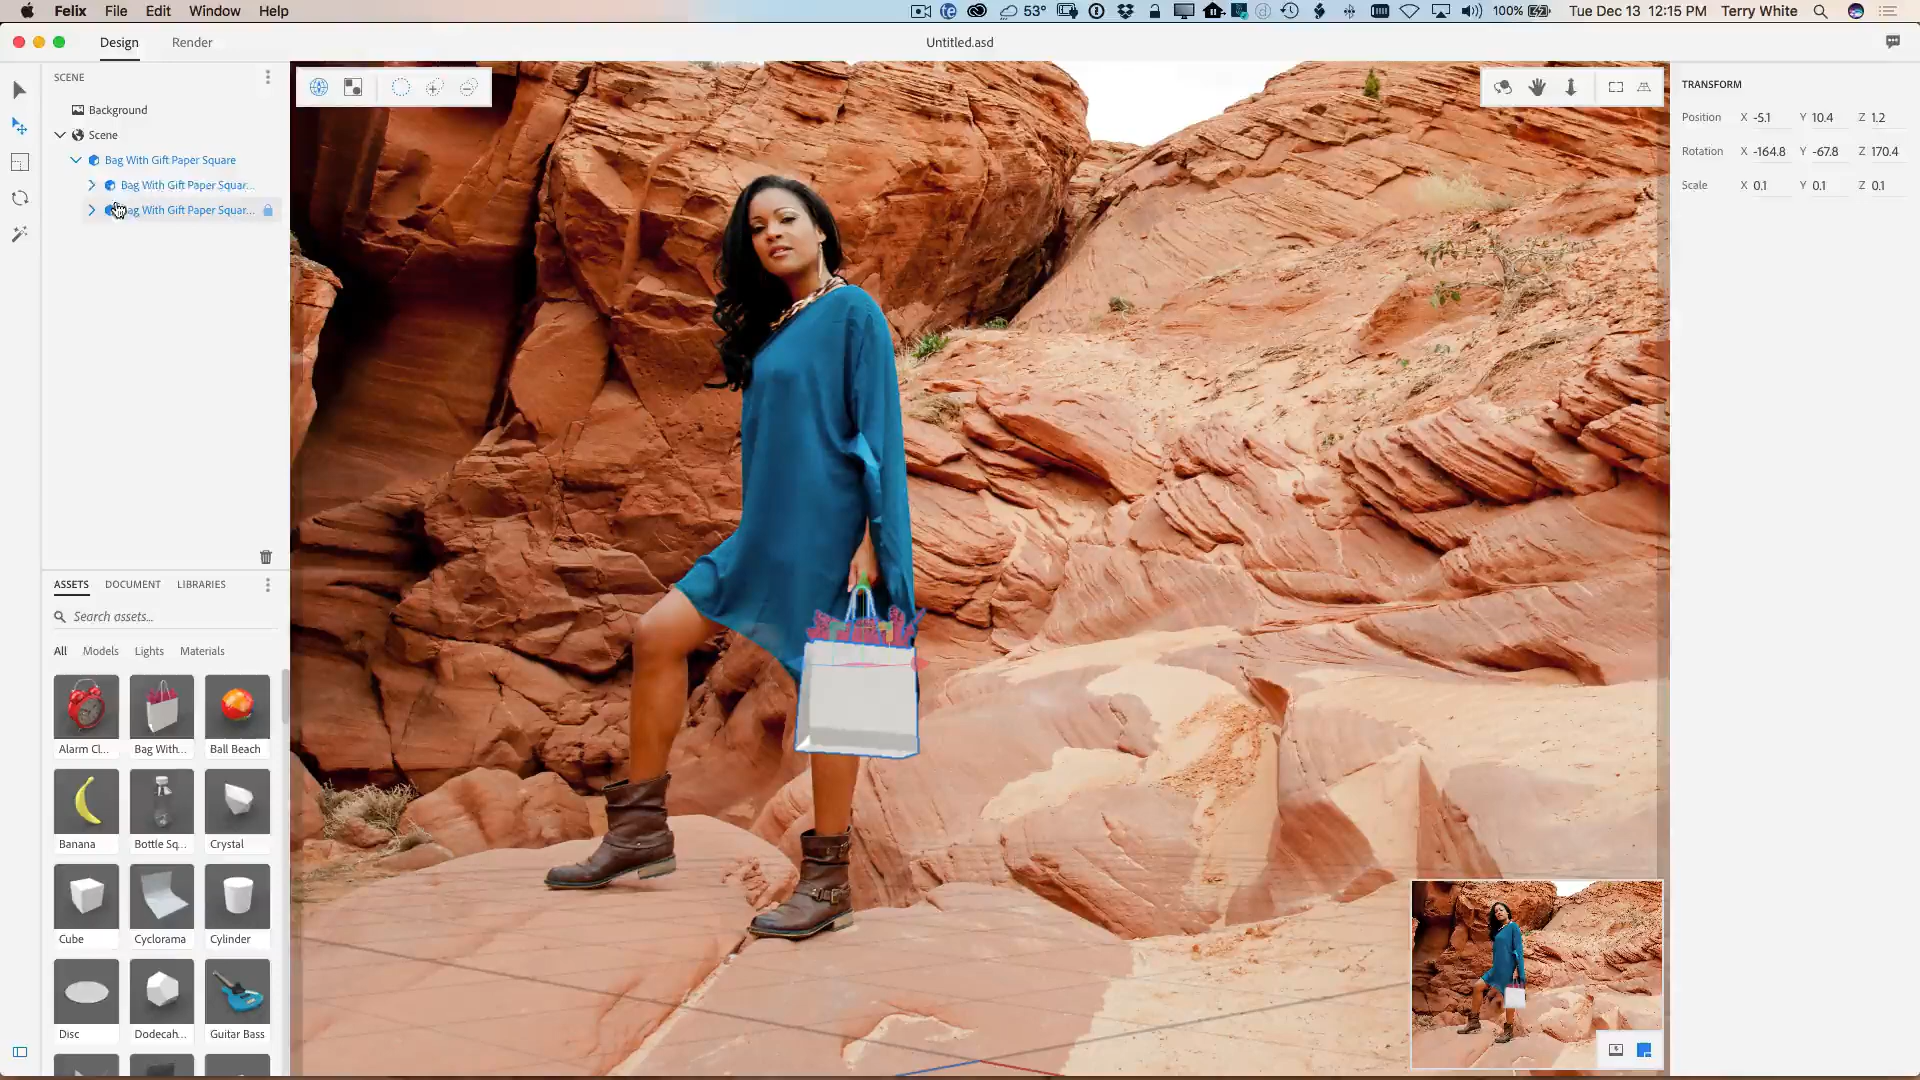 Felix File Edit Window Help
53° 100% Tue Dec 13 12:15 PM Terry White
Design Render
Untitled.asd
SCENE
Background
Scene
Bag With Gift Paper Square
Bag With Gift Paper Squar...
ag With Gift Paper Squar...
ASSETS DOCUMENT LIBRARIES
Search assets...
All Models Lights Materials
Alarm Cl... Bag With... Ball Beach
Banana Bottle Sq... Crystal
Cube Cyclorama Cylinder
Disc Dodecah... Guitar Bass
TRANSFORM
Position X -5.1 Y 10.4 Z 1.2
Rotation X -164.8 Y -67.8 Z 170.4
Scale X 0.1 Y 0.1 Z 0.1